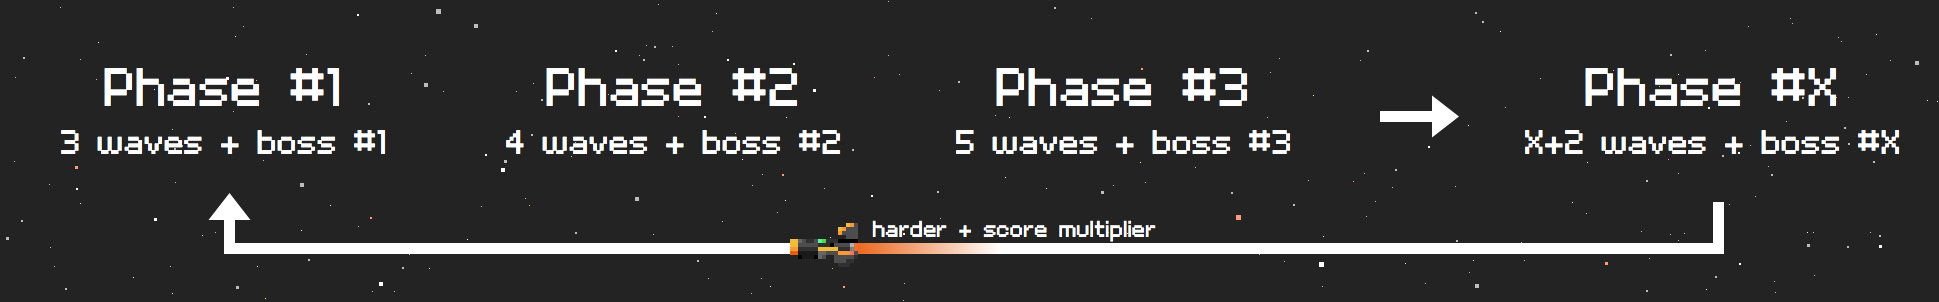 Phase #1
3 waves + boss #1
Phase #2
4 waves + boss #2
Phase #3
5 waves + boss #3
Phase #X
X+2 waves + boss #X
harder + score multiplier